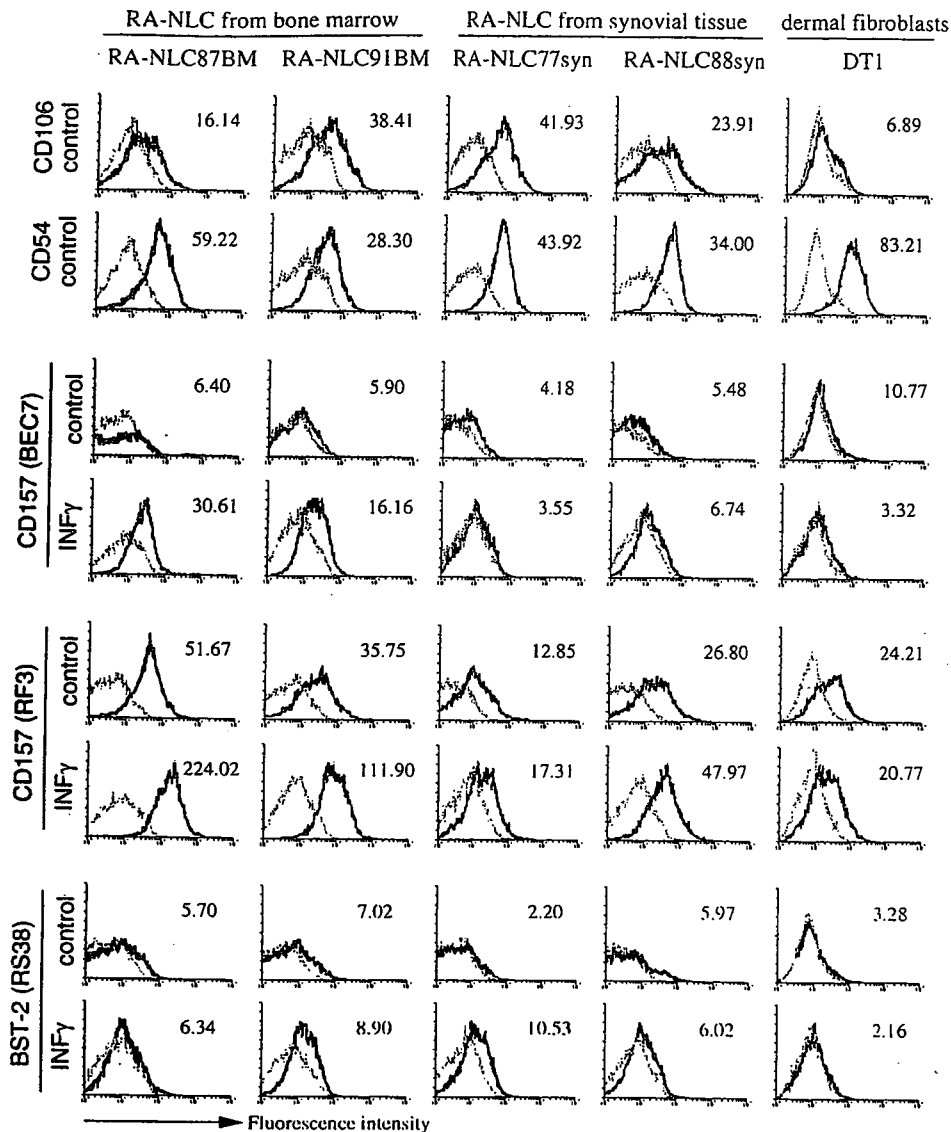 RA-NLC from bone marrow RA-NLC from synovial tissue dermal fibroblasts
RA-NLC87BM RA-NLC91BM RA-NLC77syn RA-NLC88syn DT1
CD106 control 16.14 38.41 41.93 23.91 6.89
CD54 control 59.22 28.30 43.92 34.00 83.21
CD157 (BEC7)
control 6.40 5.90 4.18 5.48 10.77
INFγ 30.61 16.16 3.55 6.74 3.32
CD157 (RF3)
control 51.67 35.75 12.85 26.80 24.21
INFγ 224.02 111.90 17.31 47.97 20.77
BST-2 (RS38)
control 5.70 7.02 2.20 5.97 3.28
INFγ 6.34 8.90 10.53 6.02 2.16
Fluorescence intensity